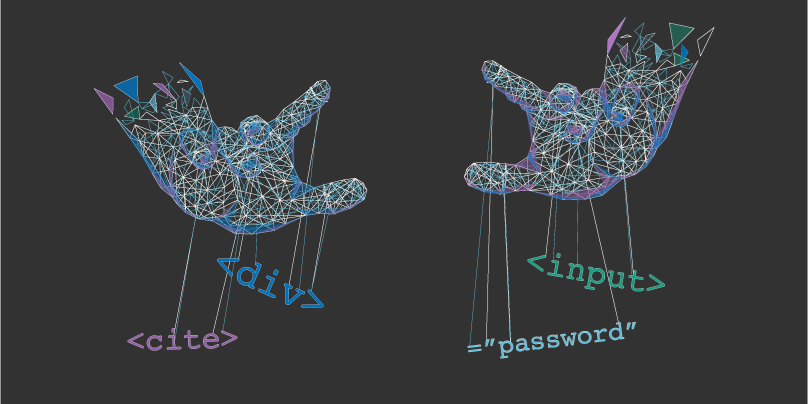 <div>
<cite>
<input>
="password"